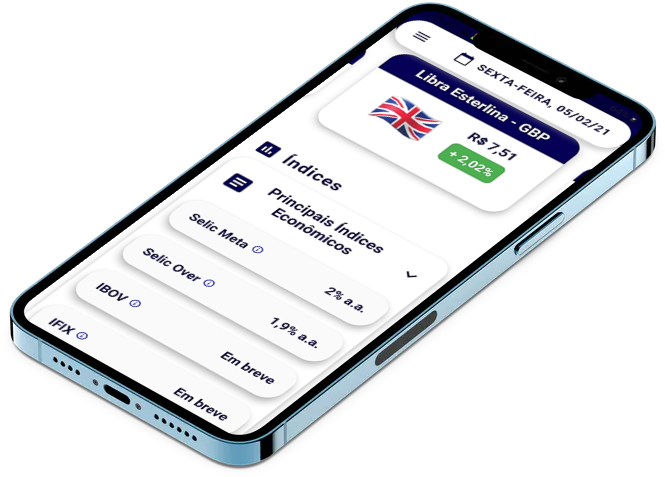 SEXTA-FEIRA, 05/02/21
Libra Esterlina - GBP
R$ 7,51
+ 2,02%
Índices
Principais Índices
Econômicos
Selic Meta
2% a.a.
Selic Over
1,9% a.a.
IBOV
Em breve
IFIX
Em breve